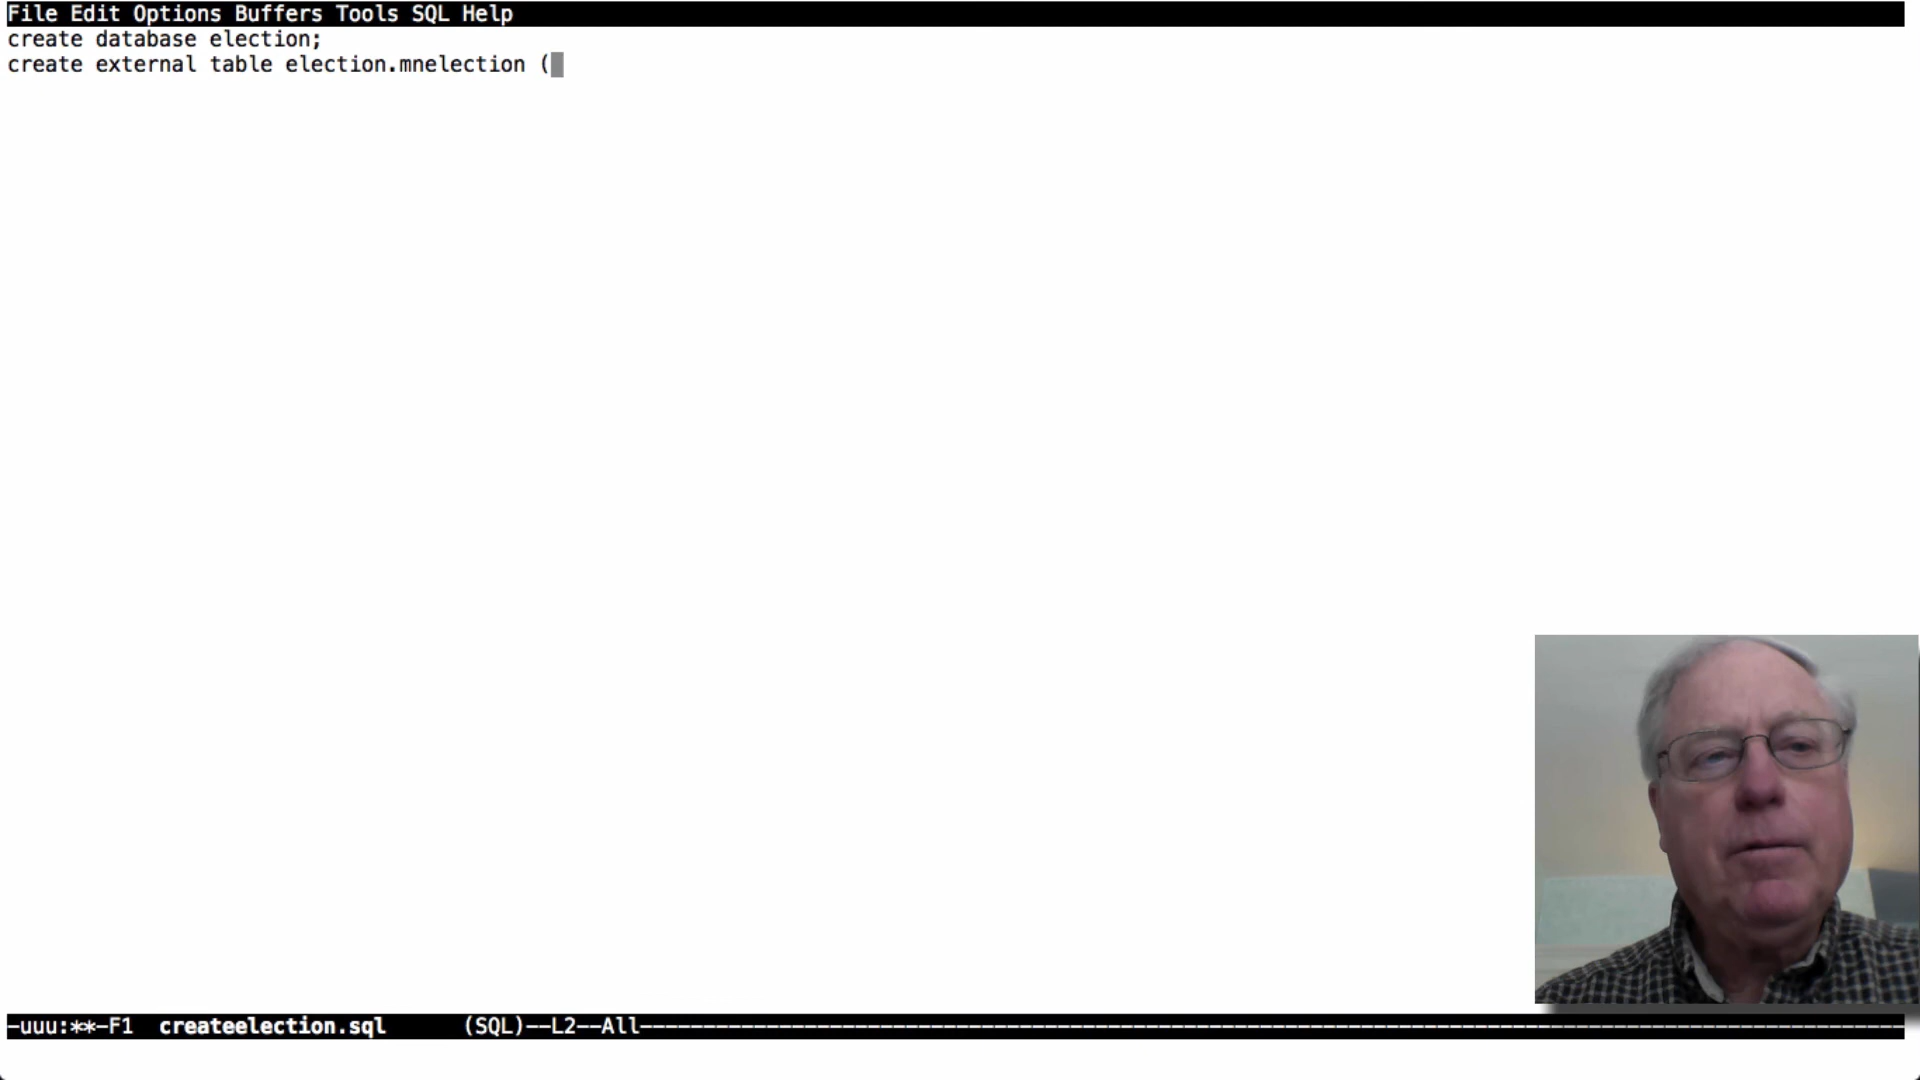 File Edit Options Buffers Tools SQL Help
create database election;
create external table election.mnelection (
-uuu:**-F1  createelection.sql      (SQL)--L2--All----------------------------------------------------------------------------------------------------